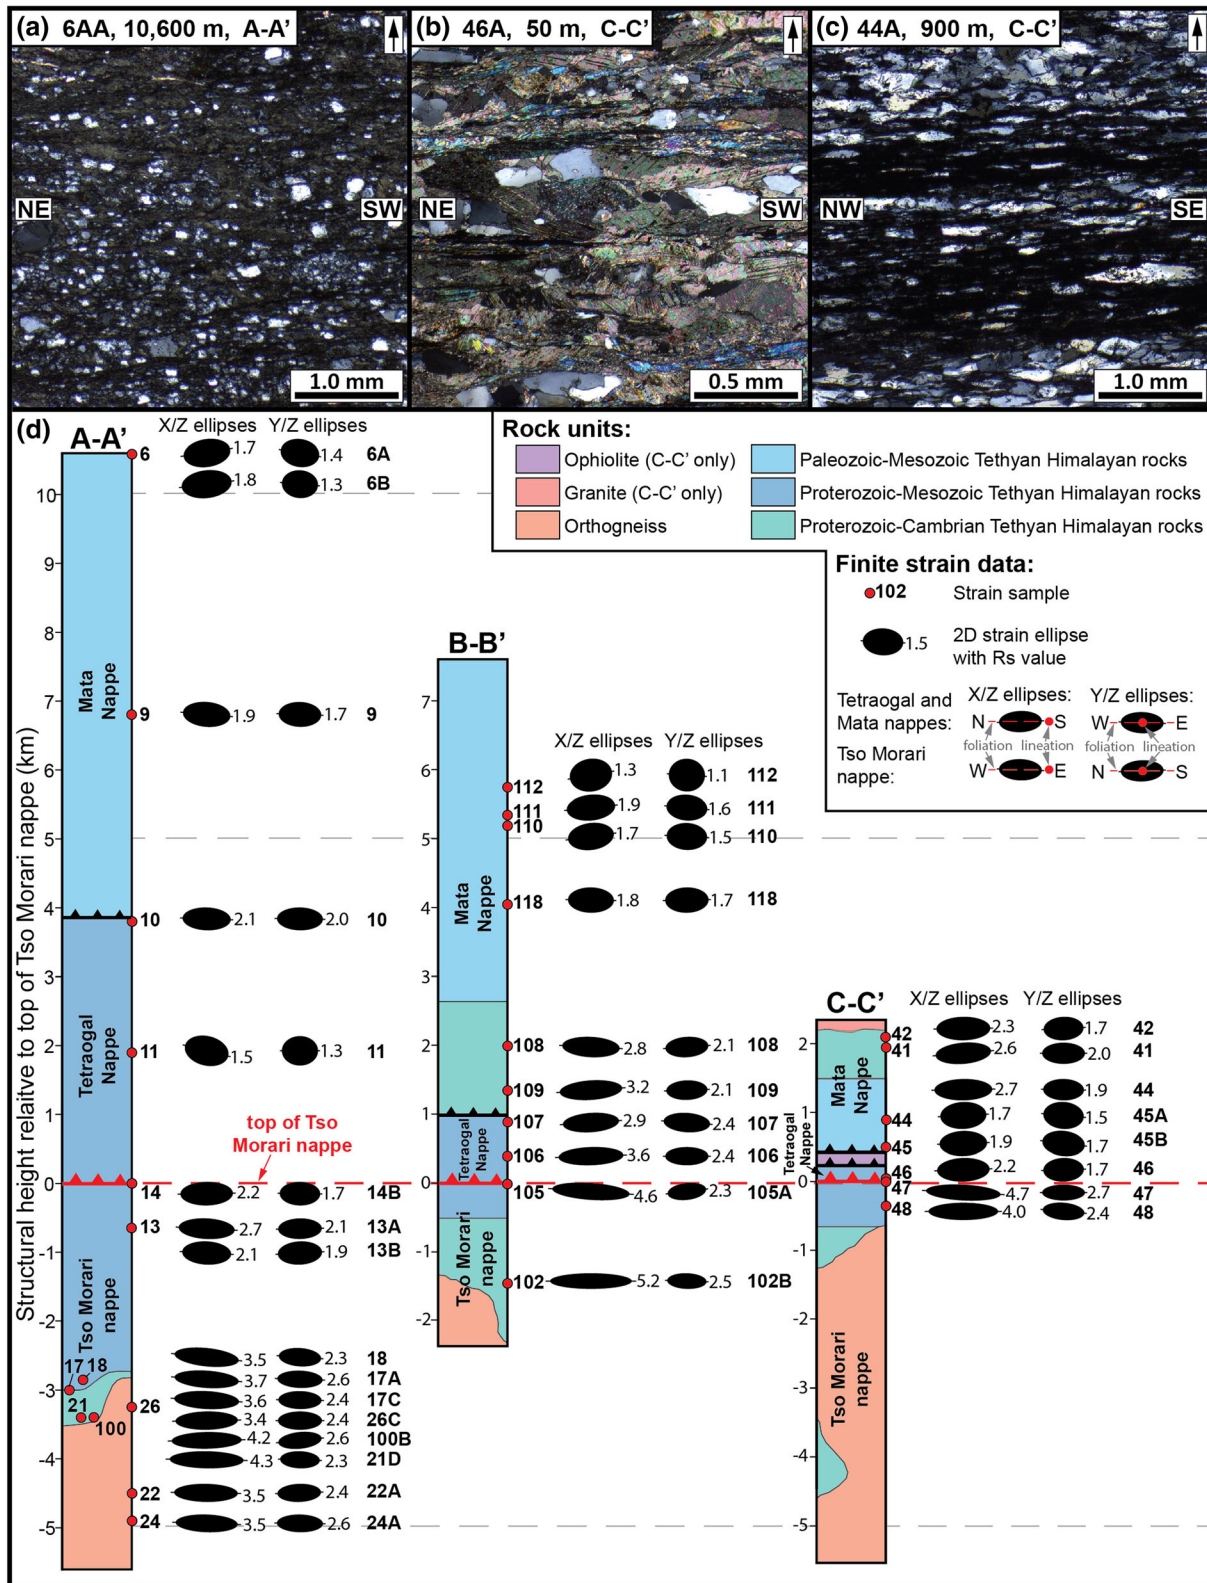 (a) 6AA, 10,600 m, A-A’
NE
SW
1.0 mm
(b) 46A, 50 m, C-C’
NE
SW
0.5 mm
(c) 44A, 900 m, C-C’
NW
SE
1.0 mm
(d)
Rock units:
Ophiolite (C-C’ only)
Granite (C-C’ only)
Orthogneiss
Paleozoic-Mesozoic Tethyan Himalayan rocks
Proterozoic-Mesozoic Tethyan Himalayan rocks
Proterozoic-Cambrian Tethyan Himalayan rocks
Finite strain data:
102 Strain sample
1.5 2D strain ellipse
with Rs value
X/Z ellipses: Y/Z ellipses:
Tetraogal and
Mata nappes:
N S W E
foliation lineation foliation lineation
Tso Morari
nappe:
W E N S
Structural height relaitve to top of Tso Morari nappe (km)
10
9
8
7
6
5
4
3
2
1
0
-1
-2
-3
-4
-5
A-A’
X/Z ellipses Y/Z ellipses
Mata
Nappe
Tetraogal
Nappe
Tso Morari
nappe
top of Tso
Morari nappe
6 1.7 1.4 6A
1.8 1.3 6B
9 1.9 1.7 9
10 2.1 2.0 10
11 1.5 1.3 11
14 2.2 1.7 14B
13 2.7 2.1 13A
2.1 1.9 13B
17 18
21
100
26
22
24
3.5 2.3 18
3.7 2.6 17A
3.6 2.4 17C
3.4 2.4 26C
4.2 2.6 100B
4.3 2.3 21D
3.5 2.4 22A
3.5 2.6 24A
B-B’
X/Z ellipses Y/Z ellipses
7
6
5
4
3
2
1
0
-1
-2
Mata
Nappe
Tetraogal
Nappe
Tso Morari
nappe
112 1.3 1.1 112
111 1.9 1.6 111
110 1.7 1.5 110
118 1.8 1.7 118
108 2.8 2.1 108
109 3.2 2.1 109
107 2.9 2.4 107
106 3.6 2.4 106
105 4.6 2.3 105A
102 5.2 2.5 102B
C-C’
X/Z ellipses Y/Z ellipses
2
1
0
-1
-2
-3
-4
-5
Mata
Nappe
Tetraogal
Nappe
Tso Morari
nappe
42
41
44
45
46
47
48
2.3 1.7 42
2.6 2.0 41
2.7 1.9 44
1.7 1.5 45A
1.9 1.7 45B
2.2 1.7 46
4.7 2.7 47
4.0 2.4 48